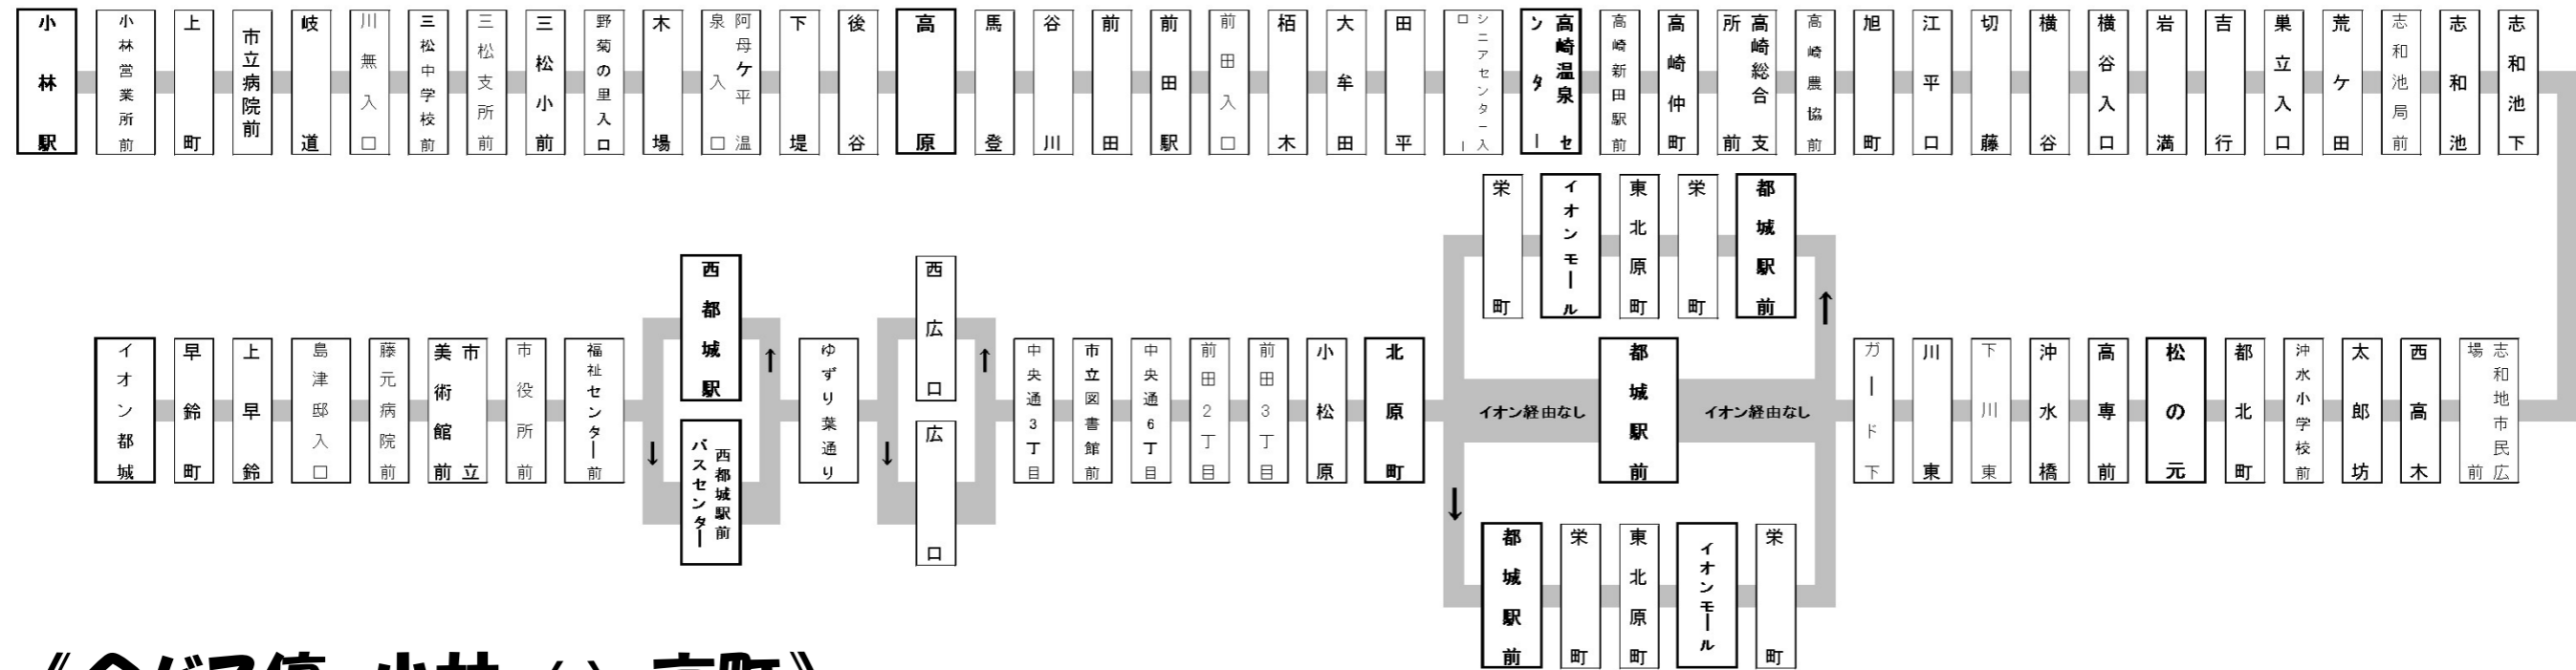 小林駅
小林営業所前
上町
市立病院前
岐道
川無入口
三松中学校前
三松支所前
三松小前
野菊の里入口
木場
阿母ケ平温泉入口
下堤
後谷
高原
馬登
谷川
前田
前田駅
前田入口
栢木
大牟田
田平
シニアセンター入口
高崎温泉センター
高崎新田駅前
高崎仲町
高崎総合支所前
高崎農協前
旭町
江平口
切藤
横谷
横谷入口
岩満
吉行
巣立入口
荒ケ田
志和池局前
志和池
志和池下
志和地市民広場前
西高木
太郎坊
沖水小学校前
都北町
松の元
高専前
沖水橋
下川東
川東
ガード下
↑
都城駅前
栄町
東北原町
イオンモール
栄町
イオン経由なし
都城駅前
イオン経由なし
↓
都城駅前
栄町
東北原町
イオンモール
栄町
北原町
小松原
前田3丁目
前田2丁目
中央通6丁目
市立図書館前
中央通3丁目
↑
西広口
↓
広口
ゆずり葉通り
↑
西都城駅
↓
西都城駅前バスセンター
福祉センター前
市役所前
市立美術館前
藤元病院前
島津邸入口
上早鈴
早鈴町
イオン都城